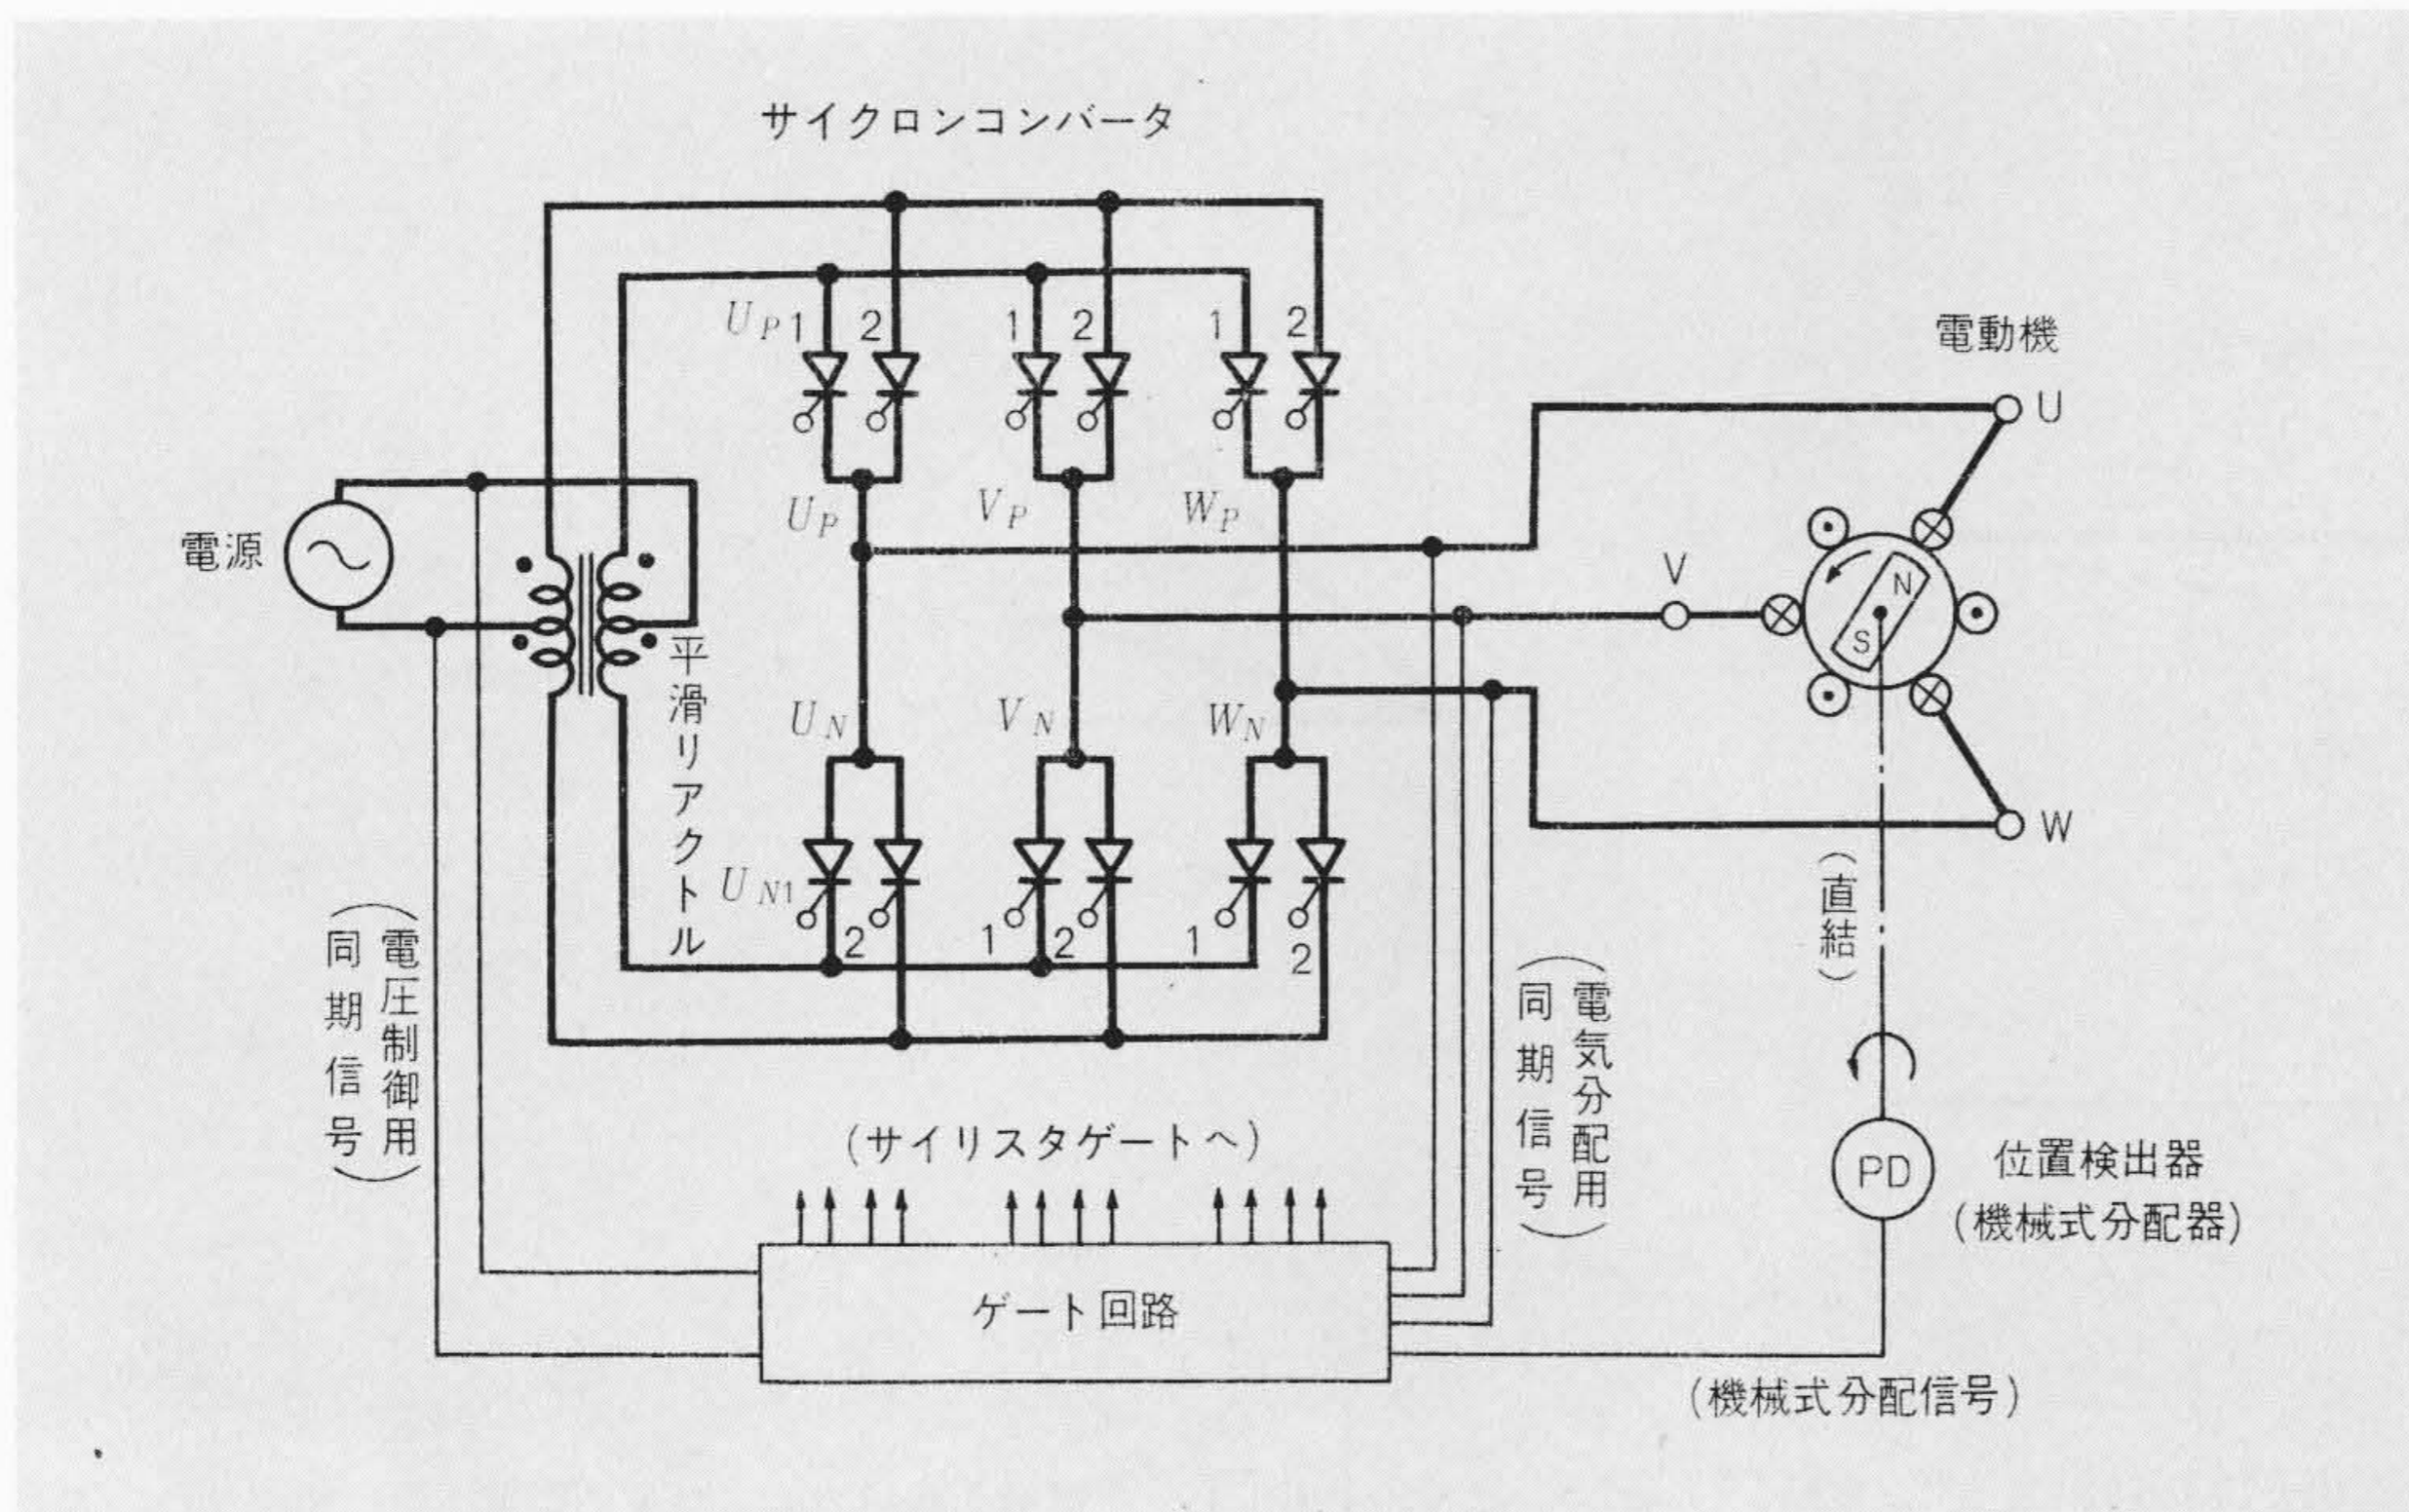 サイクロンコンバータ
UP1 2 1 2 1 2
電動機
U
UP VP WP
電源
V
N
S
平滑リアクトル
UN VN WN
W
UN1 2 1 2 1 2
(直結)
(電圧制御用
同期信号)
(電気分配用
同期信号)
(サイリスタゲートへ)
PD
位置検出器
(機械式分配器)
ゲート回路
(機械式分配信号)